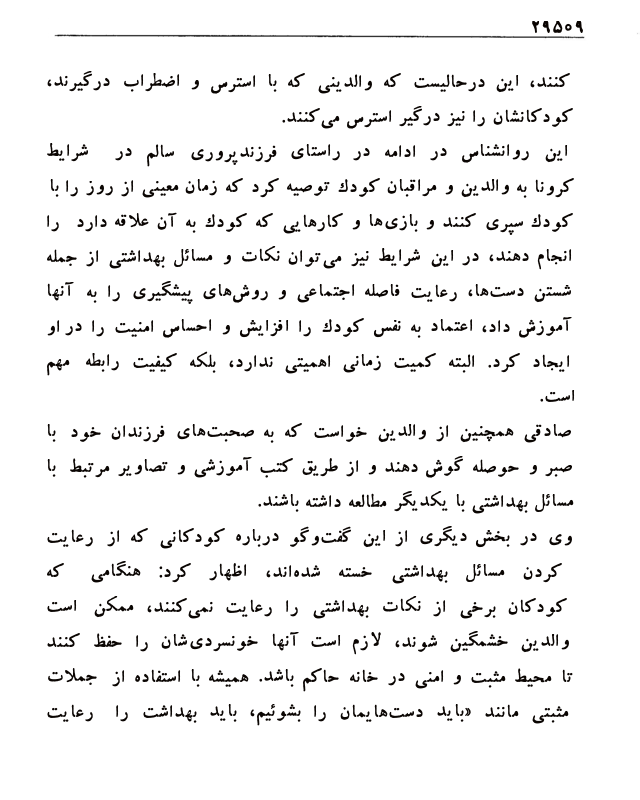 ۲۹۵۰۹
کنند، این درحالیست که والدینی که با استرس و اضطراب درگیرند،
کودکانشان را نیز درگیر استرس می‌کنند.
این روانشناس در ادامه در راستای فرزندپروری سالم در شرایط
کرونا به والدین و مراقبان کودك توصیه کرد که زمان معینی از روز را با
کودك سپری کنند و بازی‌ها و کارهایی که کودك به آن علاقه دارد را
انجام دهند، در این شرایط نیز می‌توان نکات و مسائل بهداشتی از جمله
شستن دست‌ها، رعایت فاصله اجتماعی و روش‌های پیشگیری را به آنها
آموزش داد، اعتماد به نفس کودك را افزایش و احساس امنیت را در او
ایجاد کرد. البته کمیت زمانی اهمیتی ندارد، بلکه کیفیت رابطه مهم
است.
صادقی همچنین از والدین خواست که به صحبت‌های فرزندان خود با
صبر و حوصله گوش دهند و از طریق کتب آموزشی و تصاویر مرتبط با
مسائل بهداشتی با یکدیگر مطالعه داشته باشند.
وی در بخش دیگری از این گفت‌وگو درباره کودکانی که از رعایت
کردن مسائل بهداشتی خسته شده‌اند، اظهار کرد: هنگامی که
کودکان برخی از نکات بهداشتی را رعایت نمی‌کنند، ممکن است
والدین خشمگین شوند، لازم است آنها خونسردی‌شان را حفظ کنند
تا محیط مثبت و امنی در خانه حاکم باشد. همیشه با استفاده از جملات
مثبتی مانند «باید دست‌هایمان را بشوئیم، باید بهداشت را رعایت